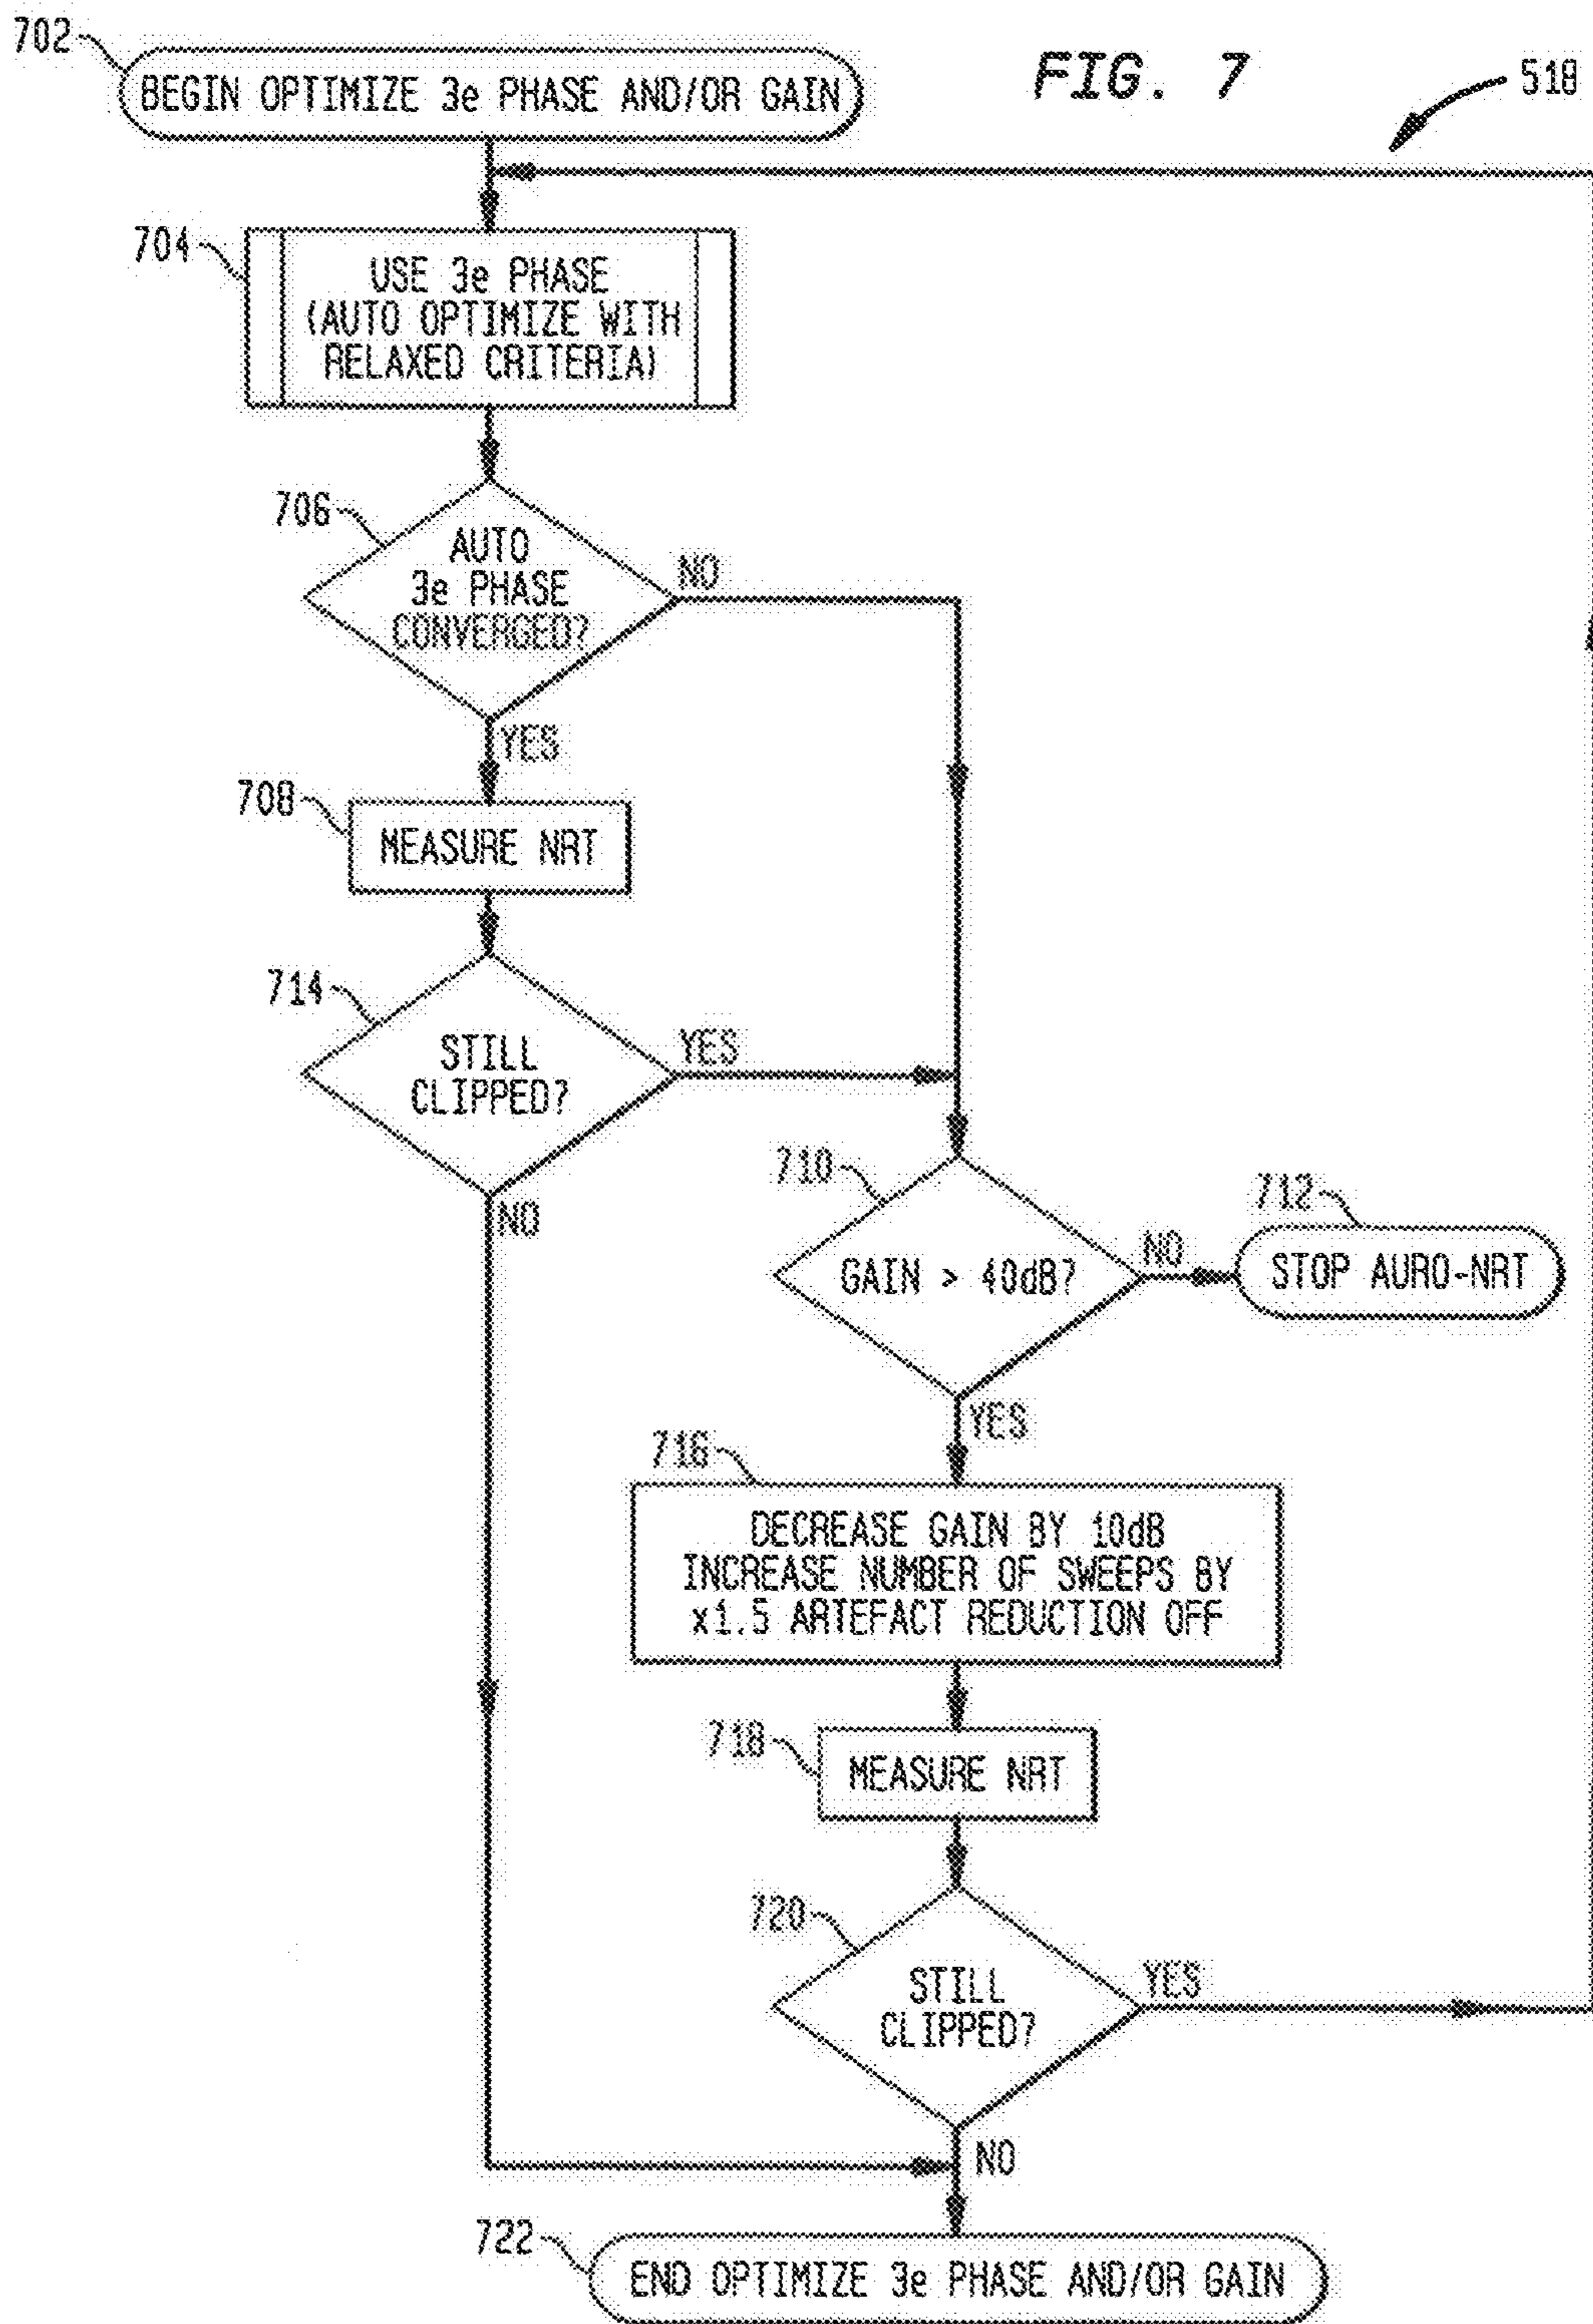 702
BEGIN OPTIMIZE 3e PHASE AND/OR GAIN
FIG. 7
518
704
USE 3e PHASE
(AUTO OPTIMIZE WITH
RELAXED CRITERIA)
706
AUTO
3e PHASE
CONVERGED?
NO
YES
708
MEASURE NRT
714
STILL
CLIPPED?
YES
NO
710
GAIN > 40dB?
NO
712
STOP AURO-NRT
YES
716
DECREASE GAIN BY 10dB
INCREASE NUMBER OF SWEEPS BY
x1.5 ARTEFACT REDUCTION OFF
718
MEASURE NRT
720
STILL
CLIPPED?
YES
NO
722
END OPTIMIZE 3e PHASE AND/OR GAIN